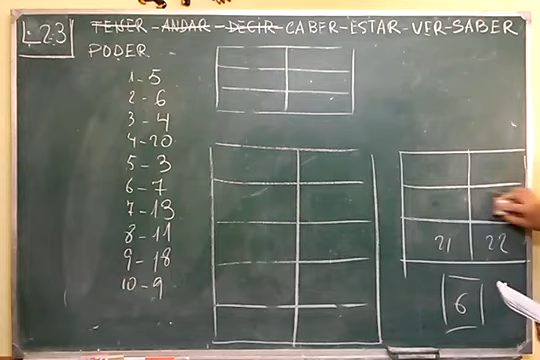 L23
TENER - ANDAR - DECIR - CABER - ESTAR - VER - SABER
PODER
1 - 5
2 - 6
3 - 4
4 - 20
5 - 3
6 - 7
7 - 13
8 - 11
9 - 18
10 - 9
21 22
6